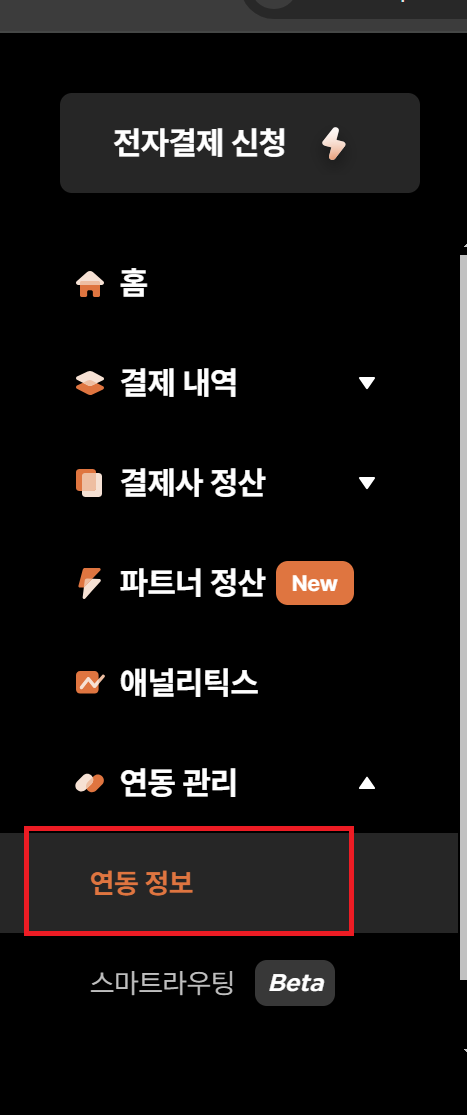 전자결제 신청
홈
결제 내역
결제사 정산
파트너 정산 New
애널리틱스
연동 관리
연동 정보
스마트라우팅 Beta